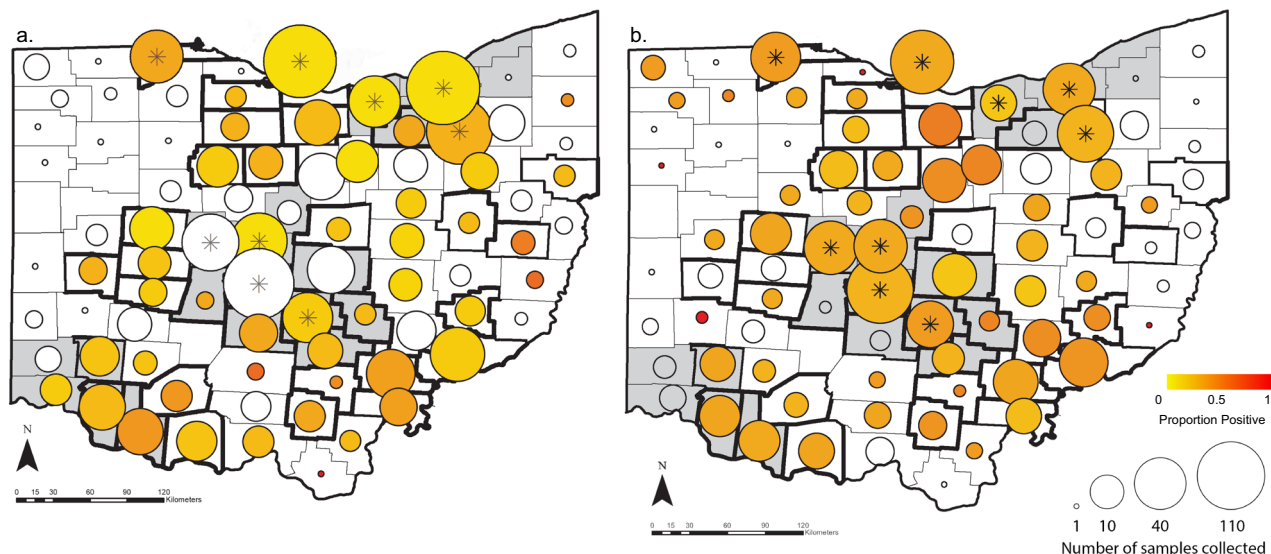 a.
b.
N
0 15 30 60 90 120
Kilometers
N
0 15 30 60 90 120
Kilometers
0 0.5 1
Proportion Positive
1 10 40 110
Number of samples collected